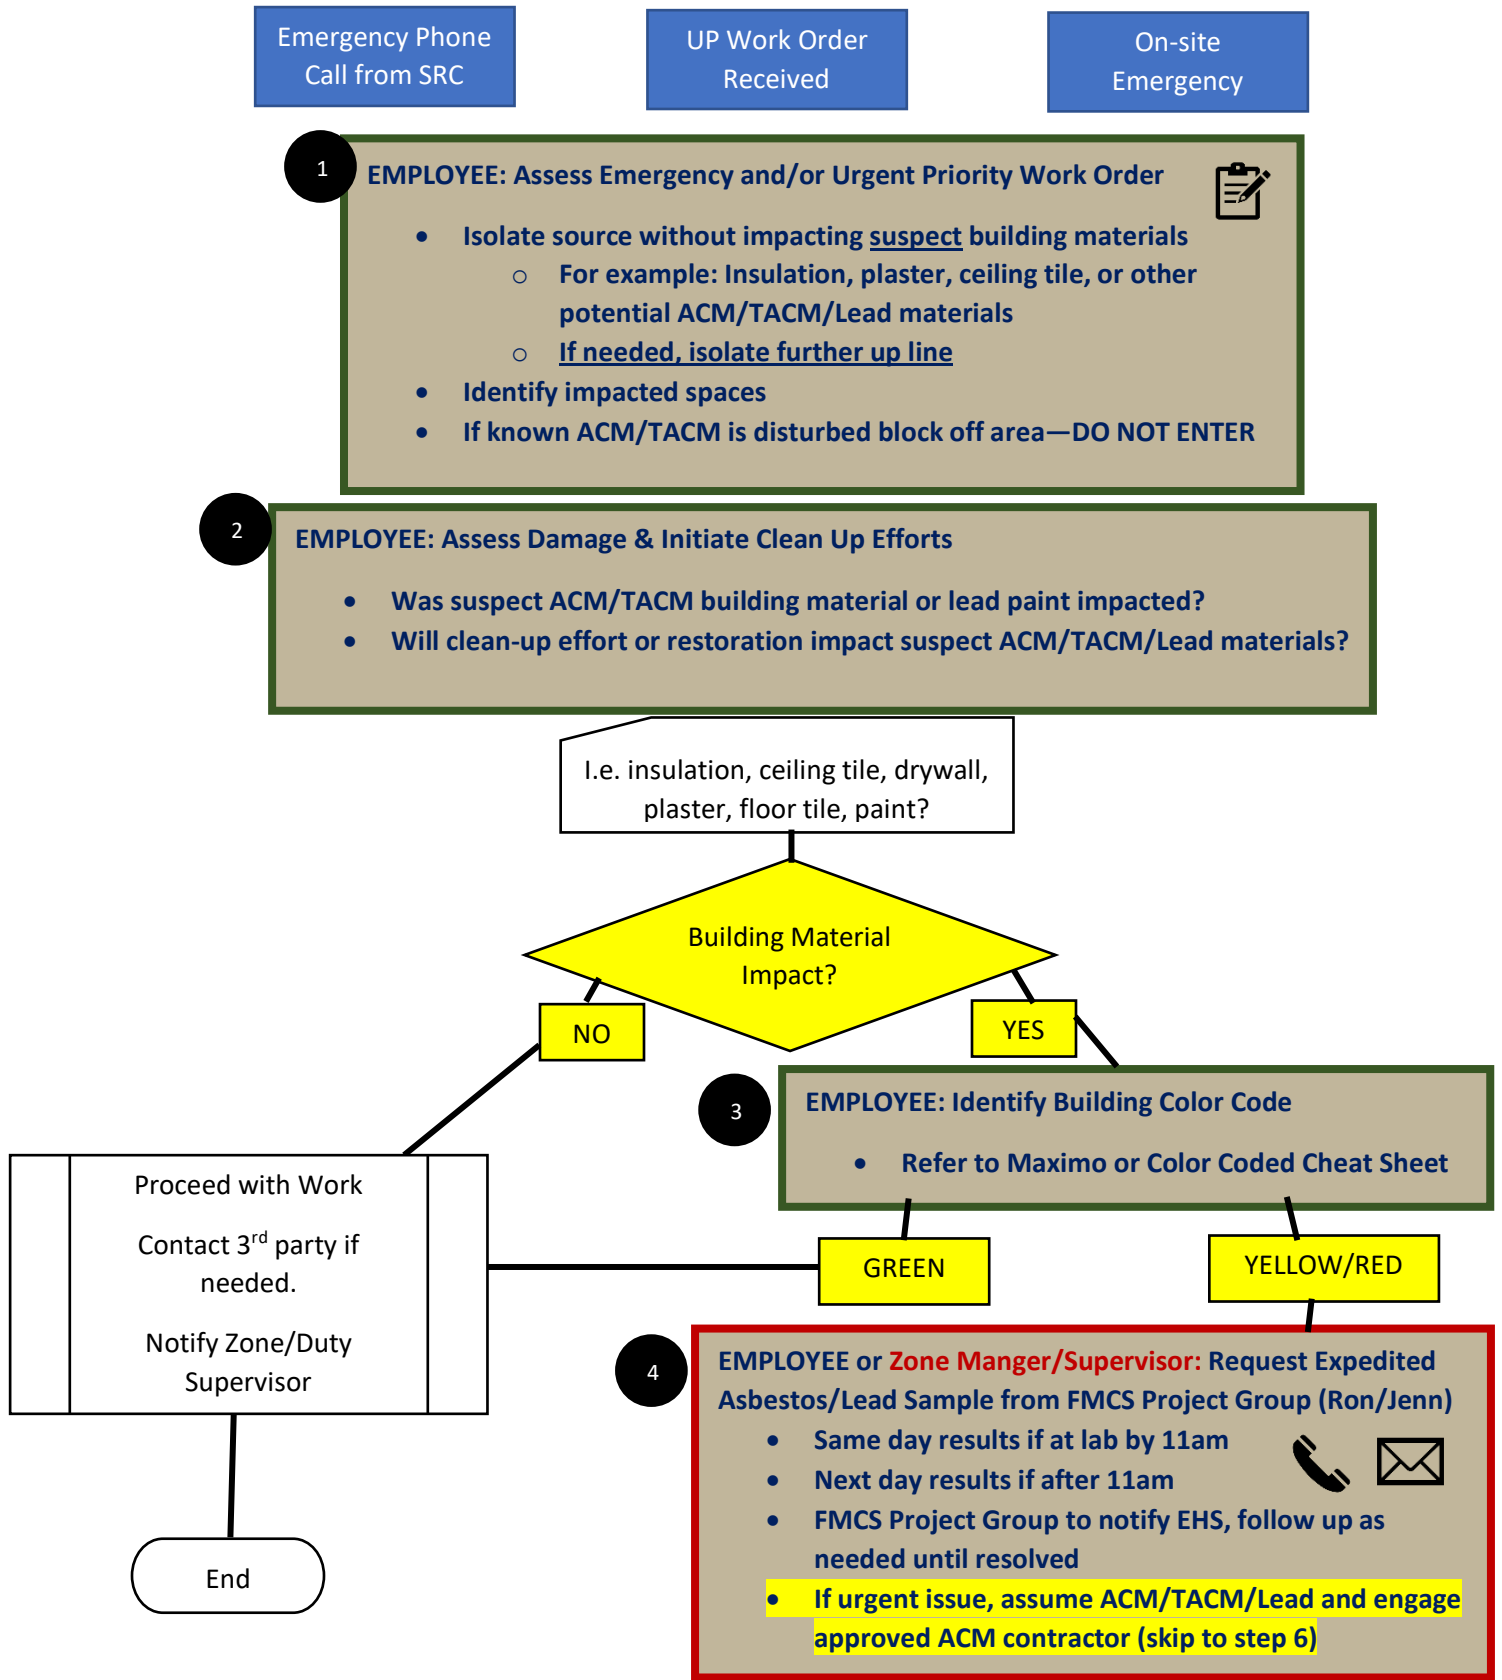 Emergency Phone
Call from SRC
UP Work Order
Received
On-site
Emergency
1
EMPLOYEE: Assess Emergency and/or Urgent Priority Work Order
• Isolate source without impacting suspect building materials
o For example: Insulation, plaster, ceiling tile, or other
potential ACM/TACM/Lead materials
o If needed, isolate further up line
• Identify impacted spaces
• If known ACM/TACM is disturbed block off area—DO NOT ENTER
2
EMPLOYEE: Assess Damage & Initiate Clean Up Efforts
• Was suspect ACM/TACM building material or lead paint impacted?
• Will clean-up effort or restoration impact suspect ACM/TACM/Lead materials?
I.e. insulation, ceiling tile, drywall,
plaster, floor tile, paint?
Building Material
Impact?
NO
YES
3
EMPLOYEE: Identify Building Color Code
• Refer to Maximo or Color Coded Cheat Sheet
Proceed with Work
Contact 3rd party if
needed.
Notify Zone/Duty
Supervisor
GREEN
YELLOW/RED
4
EMPLOYEE or Zone Manger/Supervisor: Request Expedited
Asbestos/Lead Sample from FMCS Project Group (Ron/Jenn)
• Same day results if at lab by 11am
• Next day results if after 11am
• FMCS Project Group to notify EHS, follow up as
needed until resolved
• If urgent issue, assume ACM/TACM/Lead and engage
approved ACM contractor (skip to step 6)
End